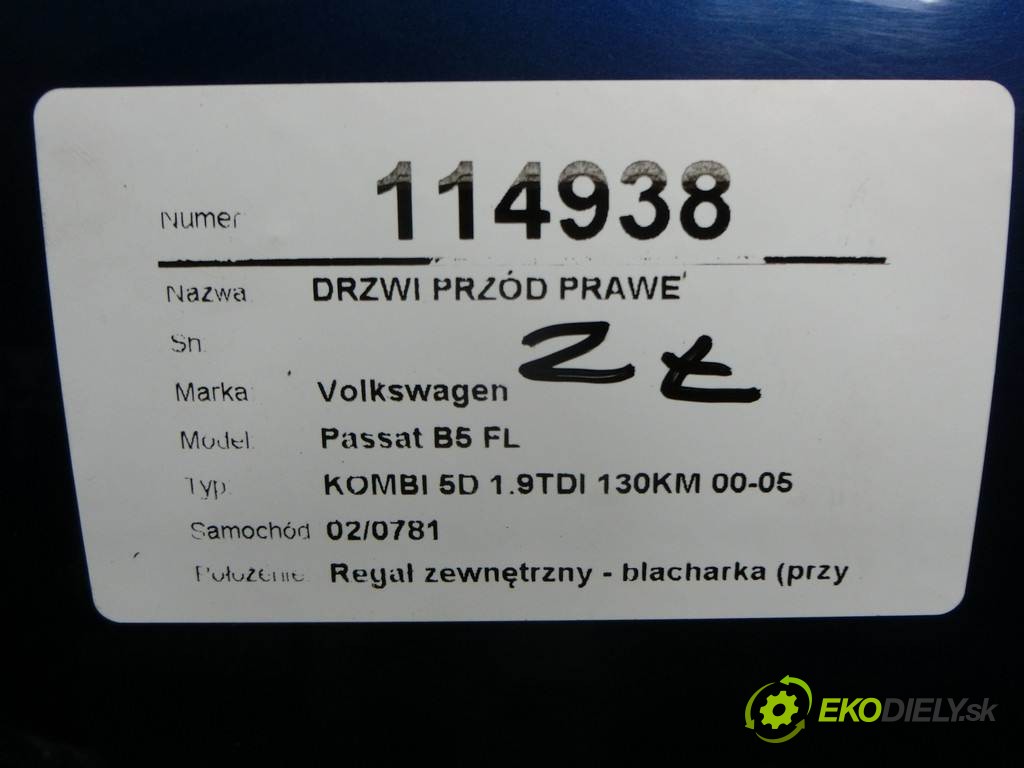 Numer 114938
Nazwa DRZWI PRZÓD PRAWE
Sn.
ZŁ
Marka Volkswagen
Model: Passat B5 FL
Typ KOMBI 5D 1.9TDI 130KM 00-05
Samochód 02/0781
Położenie Regał zewnętrzny - blacharka (przy
EKODIELY.sk